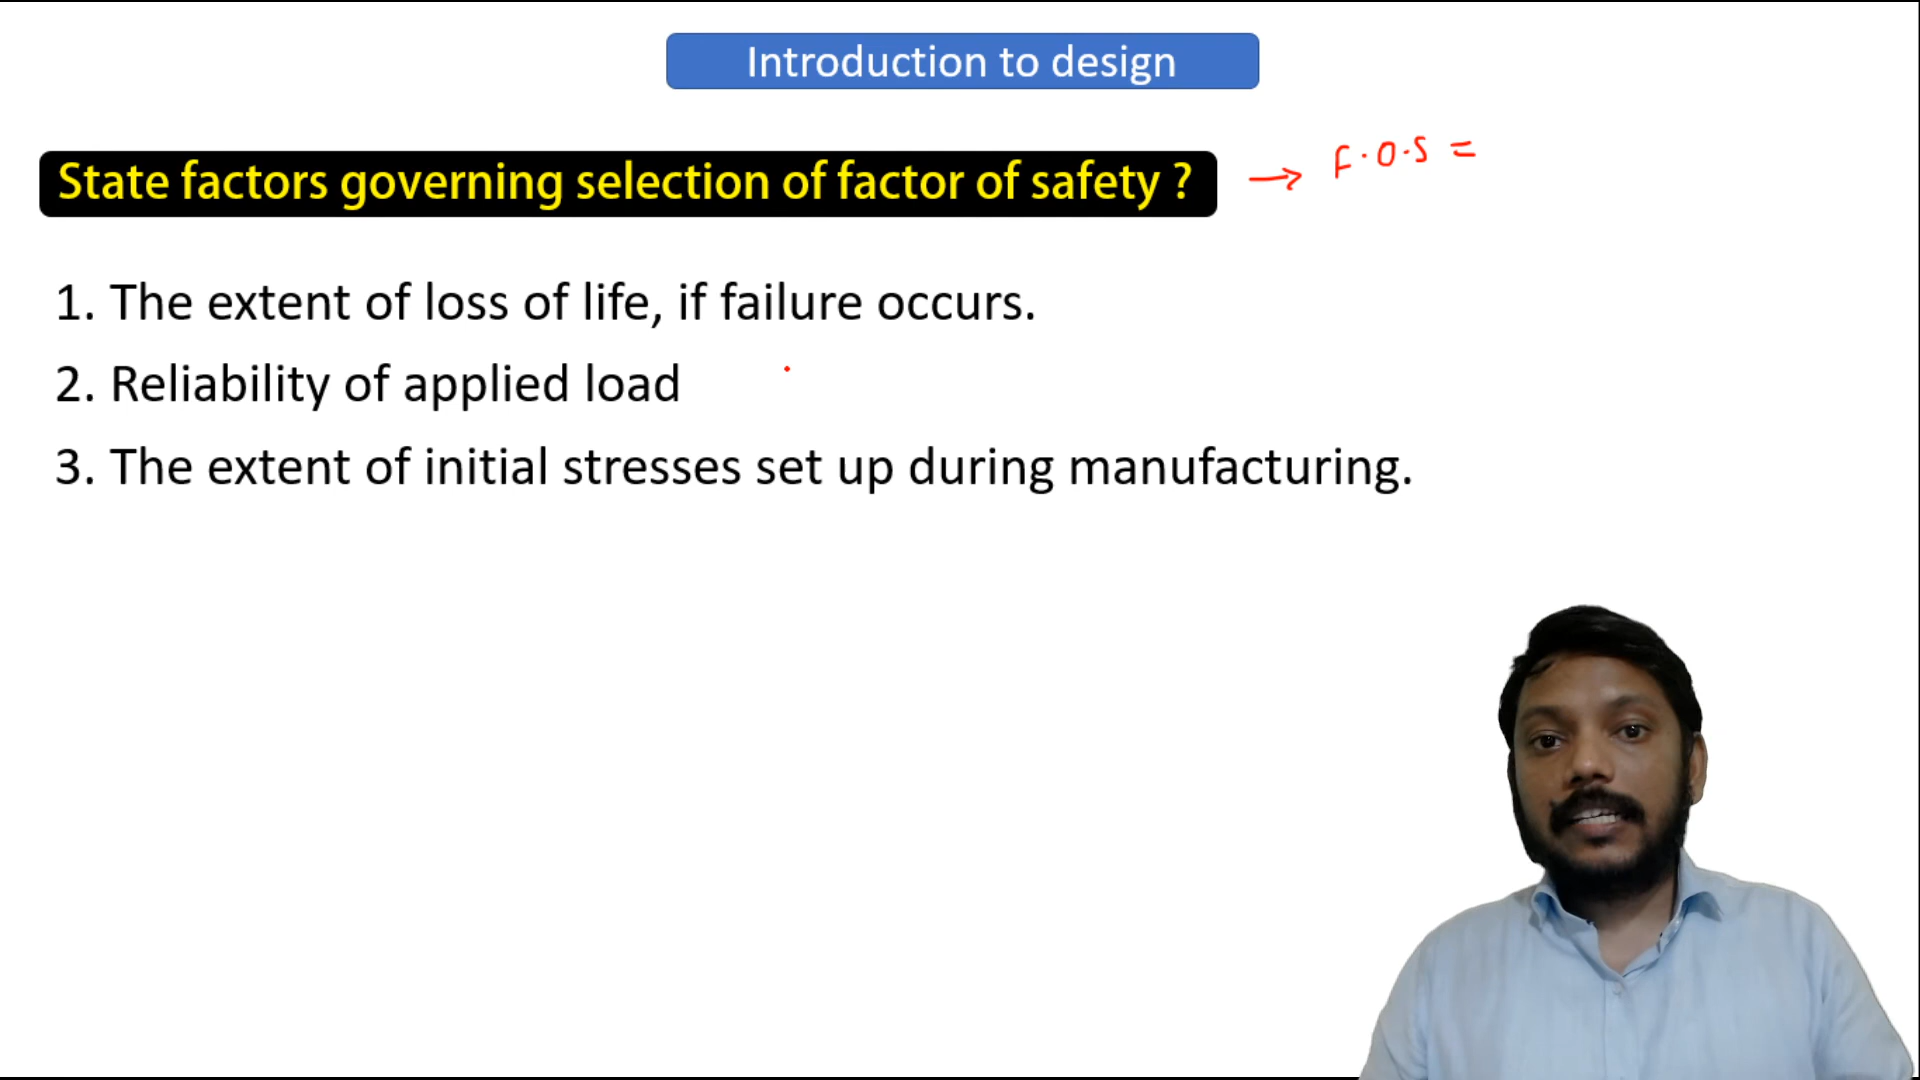 Introduction to design
State factors governing selection of factor of safety ?
→ F.O.S =
1. The extent of loss of life, if failure occurs.
2. Reliability of applied load
3. The extent of initial stresses set up during manufacturing.